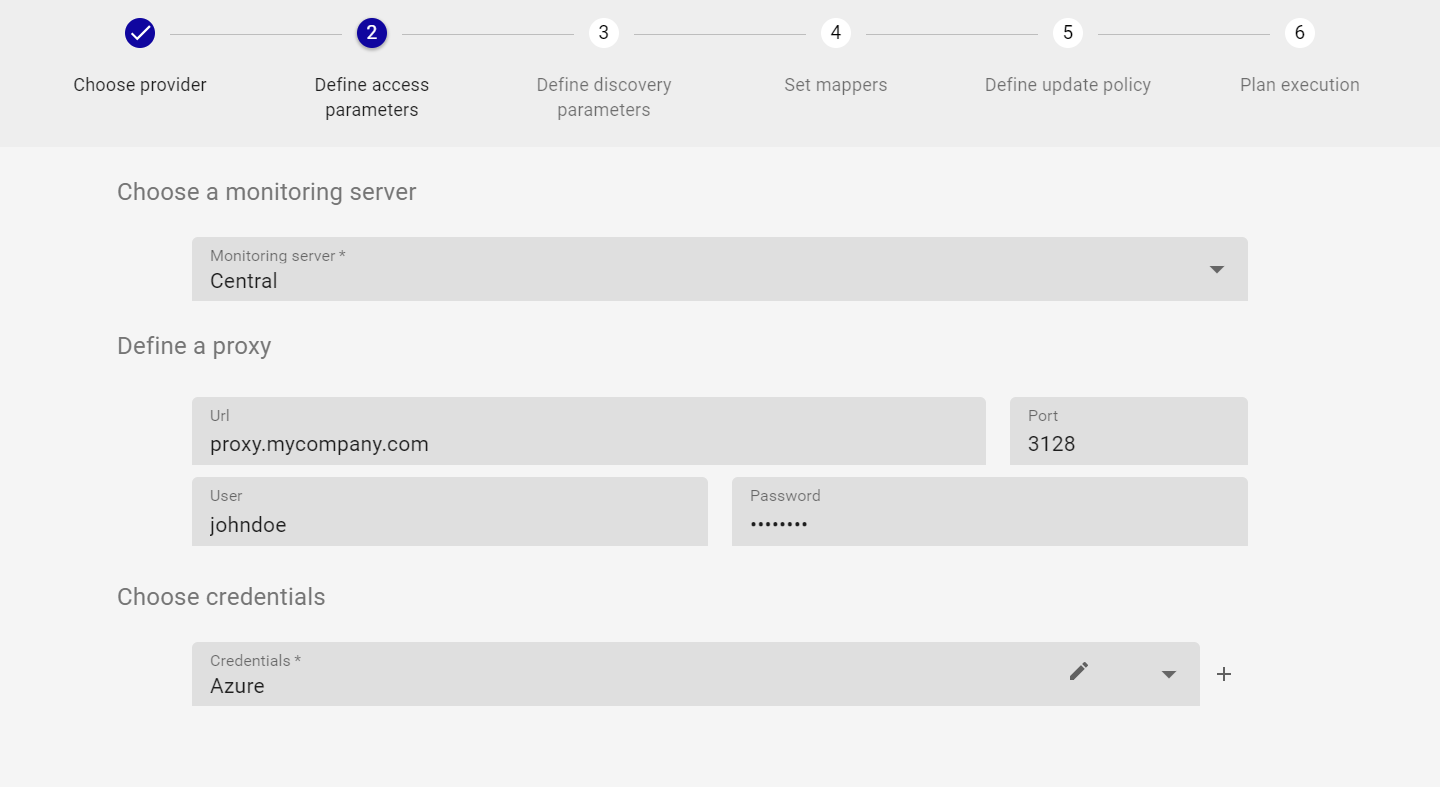 2
3
4
5
6
Choose provider
Define access
parameters
Define discovery
parameters
Set mappers
Define update policy
Plan execution
Choose a monitoring server
Monitoring server *
Central
Define a proxy
Url
proxy.mycompany.com
Port
3128
User
johndoe
Password
••••••••
Choose credentials
Credentials *
Azure